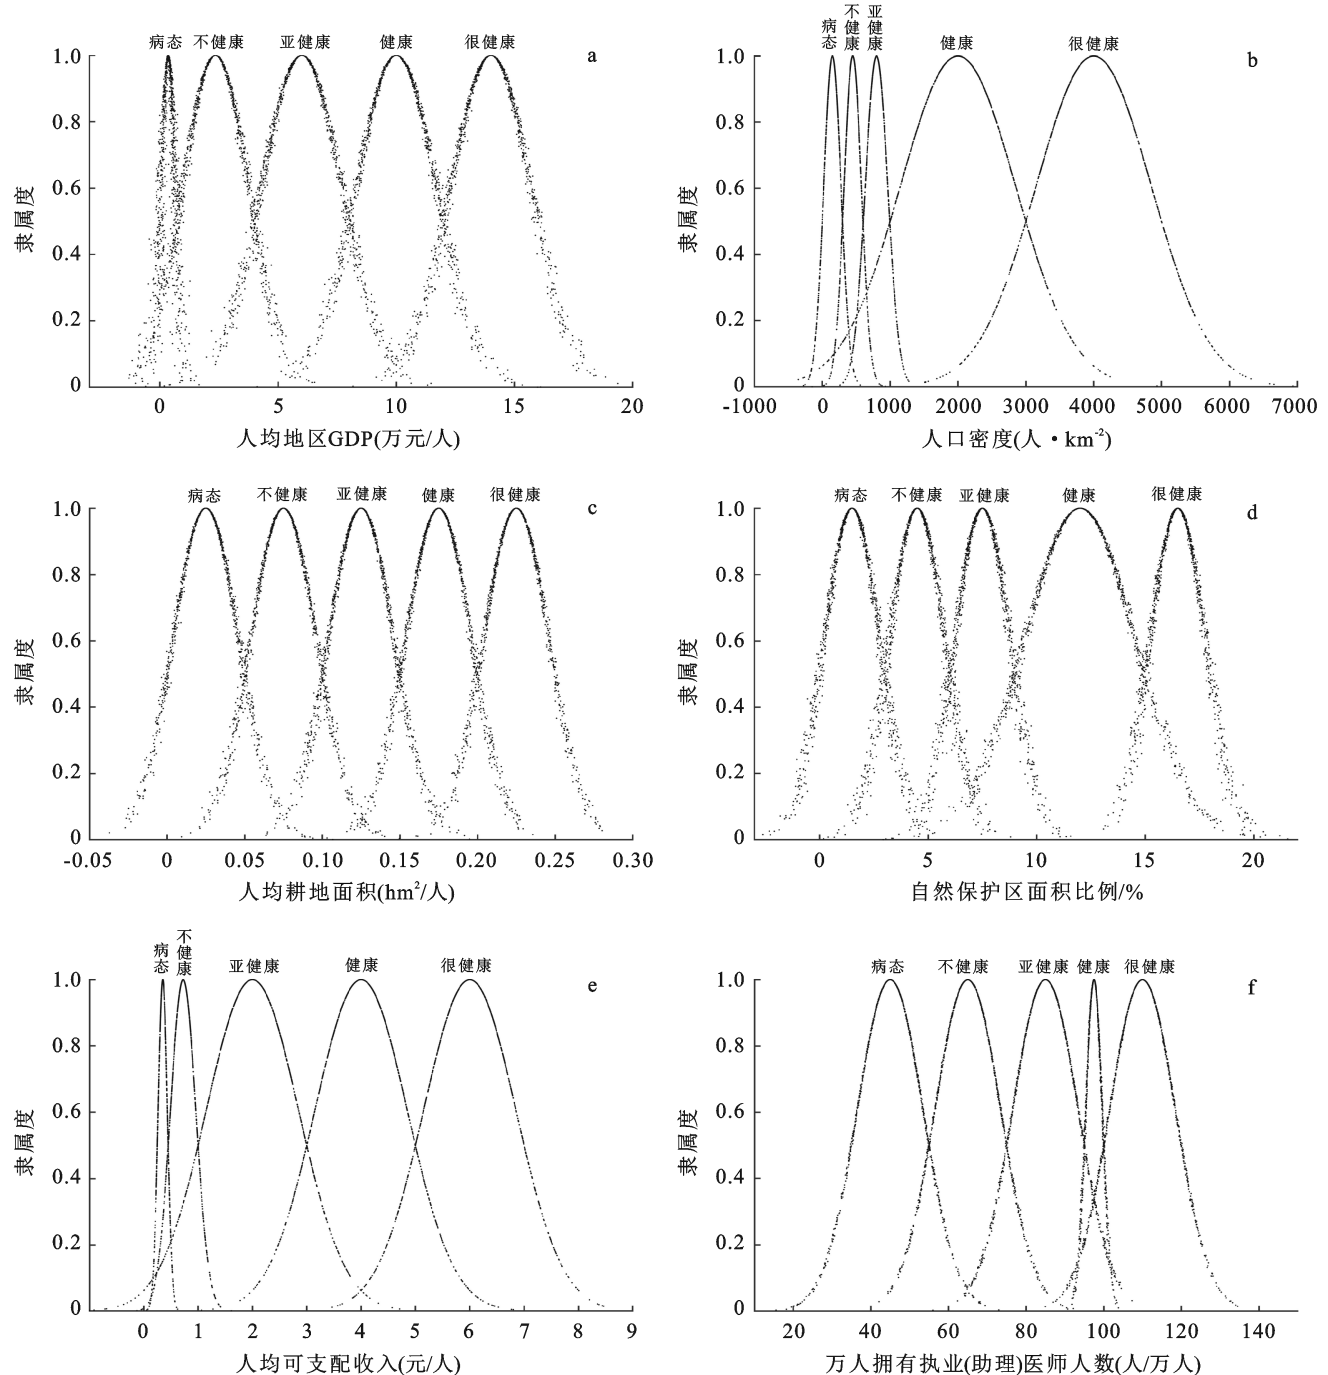 病态 不健康 亚健康 健康 很健康
a
1.0
0.8
0.6
0.4
0.2
0
隶属度
0 5 10 15 20
人均地区GDP(万元/人)
病态 不健康 亚健康 健康 很健康
b
1.0
0.8
0.6
0.4
0.2
0
隶属度
-1000 0 1000 2000 3000 4000 5000 6000 7000
人口密度(人·km⁻²)
病态 不健康 亚健康 健康 很健康
c
1.0
0.8
0.6
0.4
0.2
0
隶属度
-0.05 0 0.05 0.10 0.15 0.20 0.25 0.30
人均耕地面积(hm²/人)
病态 不健康 亚健康 健康 很健康
d
1.0
0.8
0.6
0.4
0.2
0
隶属度
0 5 10 15 20
自然保护区面积比例/%
病态 不健康 亚健康 健康 很健康
e
1.0
0.8
0.6
0.4
0.2
0
隶属度
0 1 2 3 4 5 6 7 8 9
人均可支配收入(元/人)
病态 不健康 亚健康 健康 很健康
f
1.0
0.8
0.6
0.4
0.2
0
隶属度
20 40 60 80 100 120 140
万人拥有执业(助理)医师人数(人/万人)